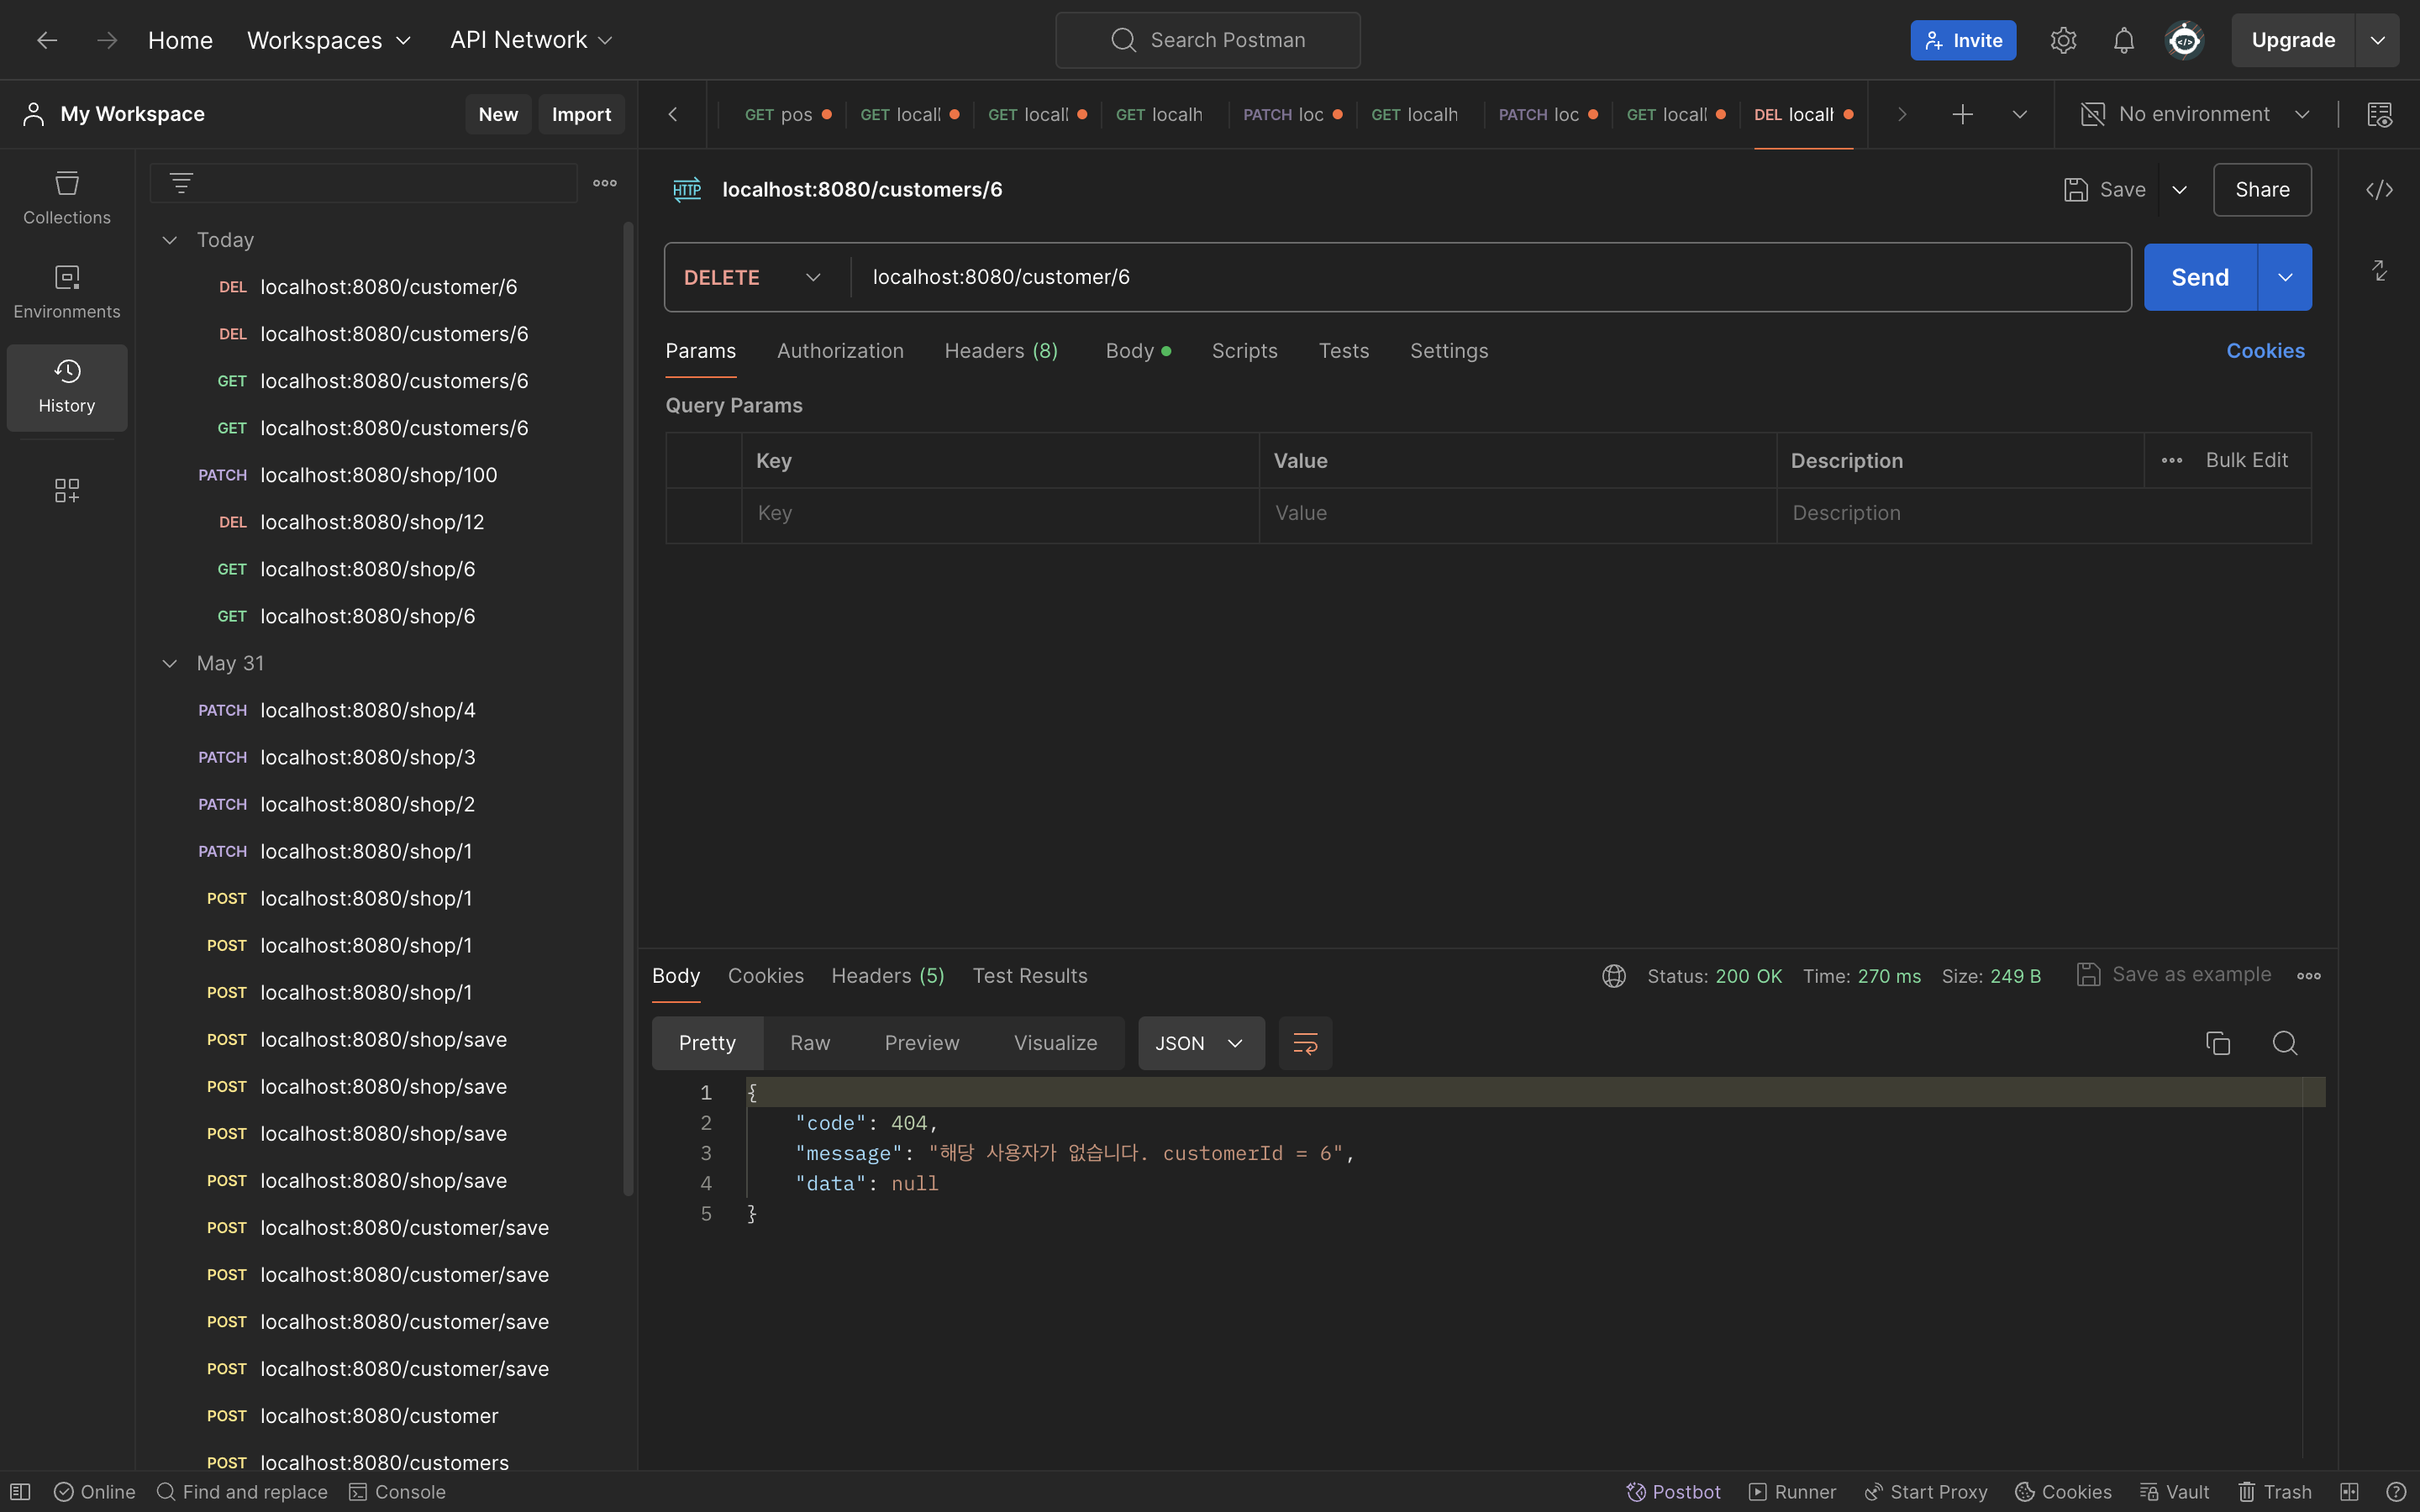 Home Workspaces API Network Search Postman Invite Upgrade
My Workspace New Import
GET pos GET locall GET locall GET localh PATCH loc GET localh PATCH loc GET locall DEL locall No environment
Collections
Environments
History
Today
DEL localhost:8080/customer/6
DEL localhost:8080/customers/6
GET localhost:8080/customers/6
GET localhost:8080/customers/6
PATCH localhost:8080/shop/100
DEL localhost:8080/shop/12
GET localhost:8080/shop/6
GET localhost:8080/shop/6
May 31
PATCH localhost:8080/shop/4
PATCH localhost:8080/shop/3
PATCH localhost:8080/shop/2
PATCH localhost:8080/shop/1
POST localhost:8080/shop/1
POST localhost:8080/shop/1
POST localhost:8080/shop/1
POST localhost:8080/shop/save
POST localhost:8080/shop/save
POST localhost:8080/shop/save
POST localhost:8080/shop/save
POST localhost:8080/customer/save
POST localhost:8080/customer/save
POST localhost:8080/customer/save
POST localhost:8080/customer/save
POST localhost:8080/customer
POST localhost:8080/customers
HTTP localhost:8080/customers/6 Save Share
DELETE localhost:8080/customer/6 Send
Params Authorization Headers (8) Body Scripts Tests Settings Cookies
Query Params
Key Value Description Bulk Edit
Key Value Description
Body Cookies Headers (5) Test Results Status: 200 OK Time: 270 ms Size: 249 B Save as example
Pretty Raw Preview Visualize JSON
1 {
2 "code": 404,
3 "message": "해당 사용자가 없습니다. customerId = 6",
4 "data": null
5 }
Online Find and replace Console Postbot Runner Start Proxy Cookies Vault Trash